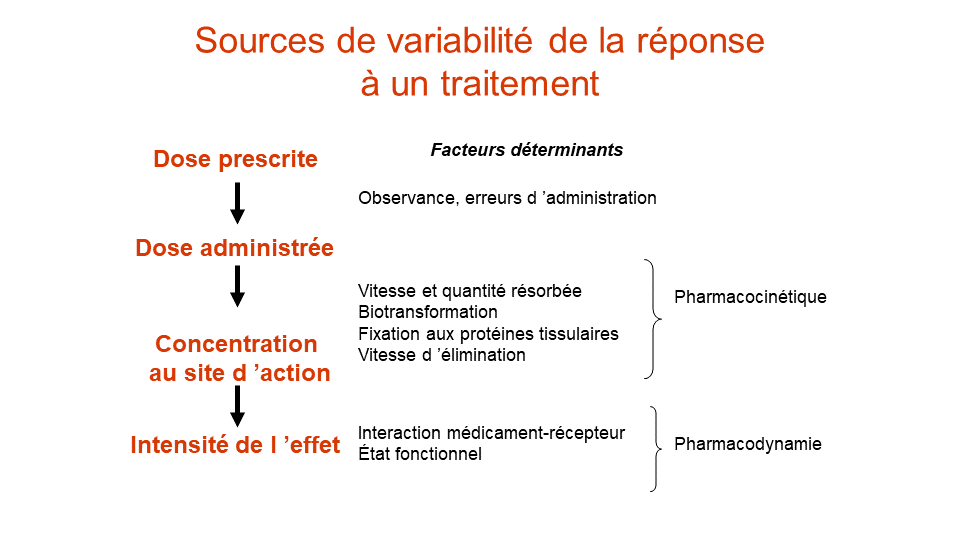 Sources de variabilité de la réponse
à un traitement
Facteurs déterminants
Dose prescrite
Observance, erreurs d ’administration
Dose administrée
Vitesse et quantité résorbée
Biotransformation
Fixation aux protéines tissulaires
Vitesse d ’élimination
Pharmacocinétique
Concentration
au site d ’action
Intensité de l ’effet
Interaction médicament-récepteur
État fonctionnel
Pharmacodynamie